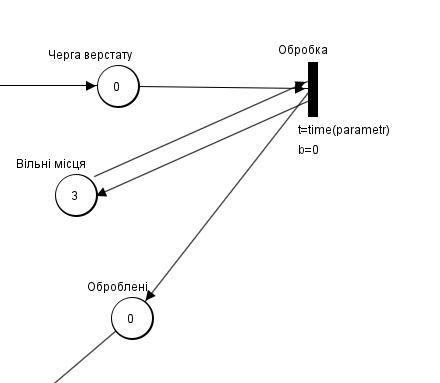 Обробка
Черга верстату
0
t=time(parametr)
b=0
Вільні місця
3
Оброблені
0